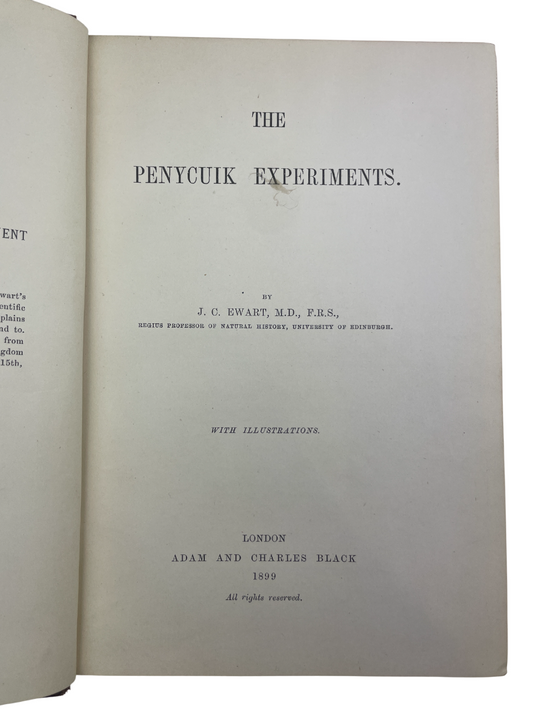 ENT
wart's
entific
plains
nd to.
from
gdom
15th,
THE
PENYCUIK EXPERIMENTS.
BY
J. C. EWART, M.D., F.R.S.,
REGIUS PROFESSOR OF NATURAL HISTORY, UNIVERSITY OF EDINBURGH.
WITH ILLUSTRATIONS.
LONDON
ADAM AND CHARLES BLACK
1899
All rights reserved.